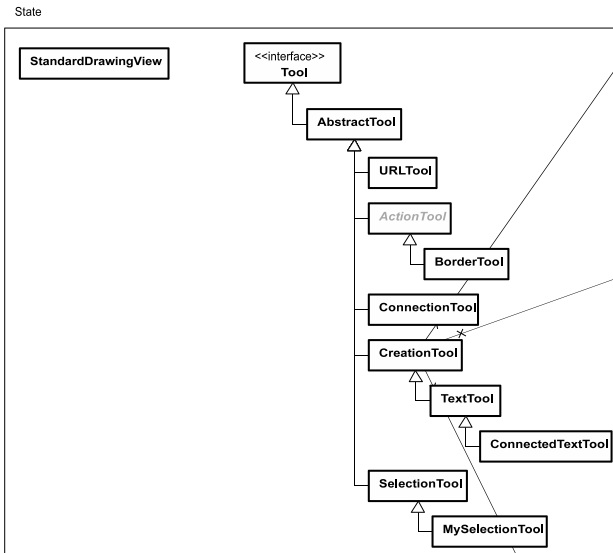 State
StandardDrawingView
<<interface>>
Tool
AbstractTool
URLTool
ActionTool
BorderTool
ConnectionTool
CreationTool
TextTool
ConnectedTextTool
SelectionTool
MySelectionTool